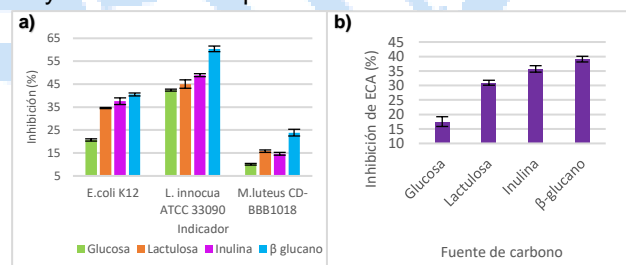 a)
65
55
45
35
25
15
5
Inhibición (%)
E.coli K12
L. innocua
ATCC 33090
M.luteus CD-
BBB1018
Indicador
Glucosa Lactulosa Inulina β glucano
b)
45
40
35
30
25
20
15
10
Inhibición de ECA (%)
Glucosa
Lactulosa
Inulina
β-glucano
Fuente de carbono